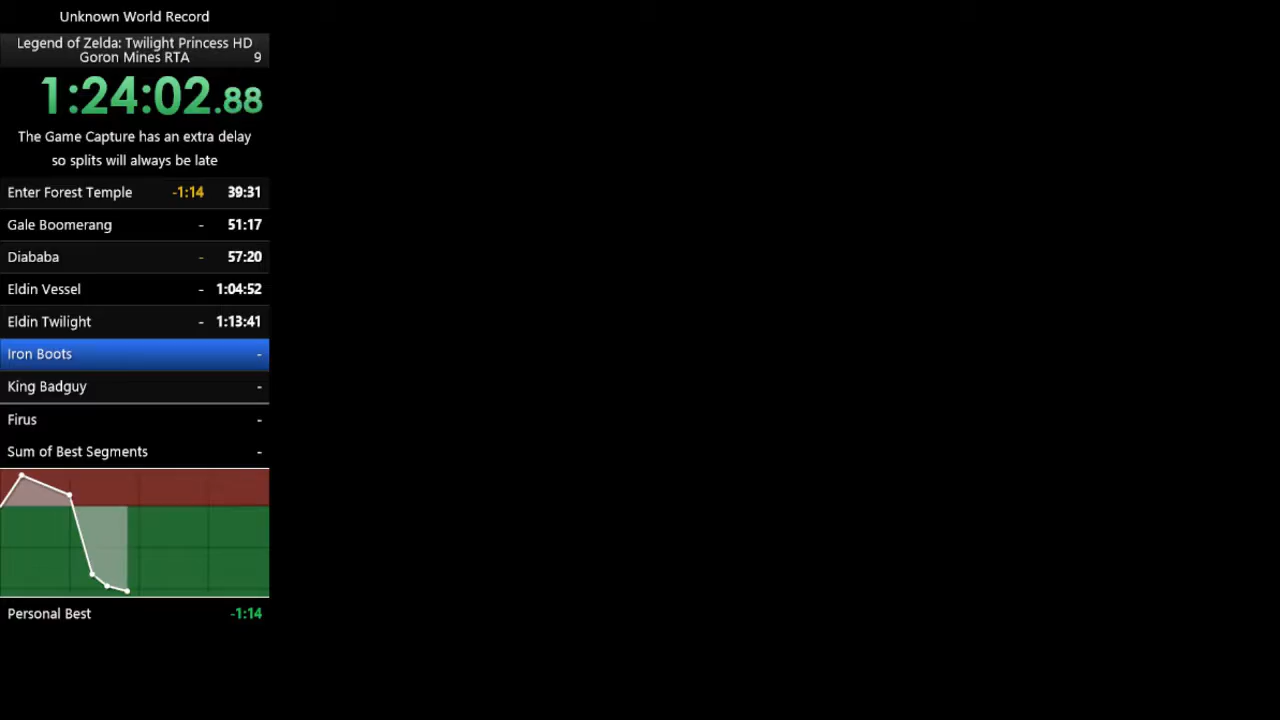 Unknown World Record
Legend of Zelda: Twilight Princess HD
Goron Mines RTA 9
1:24:02.88
The Game Capture has an extra delay
so splits will always be late
Enter Forest Temple -1:14 39:31
Gale Boomerang - 51:17
Diababa - 57:20
Eldin Vessel - 1:04:52
Eldin Twilight - 1:13:41
Iron Boots -
King Badguy -
Firus -
Sum of Best Segments -
Personal Best -1:14